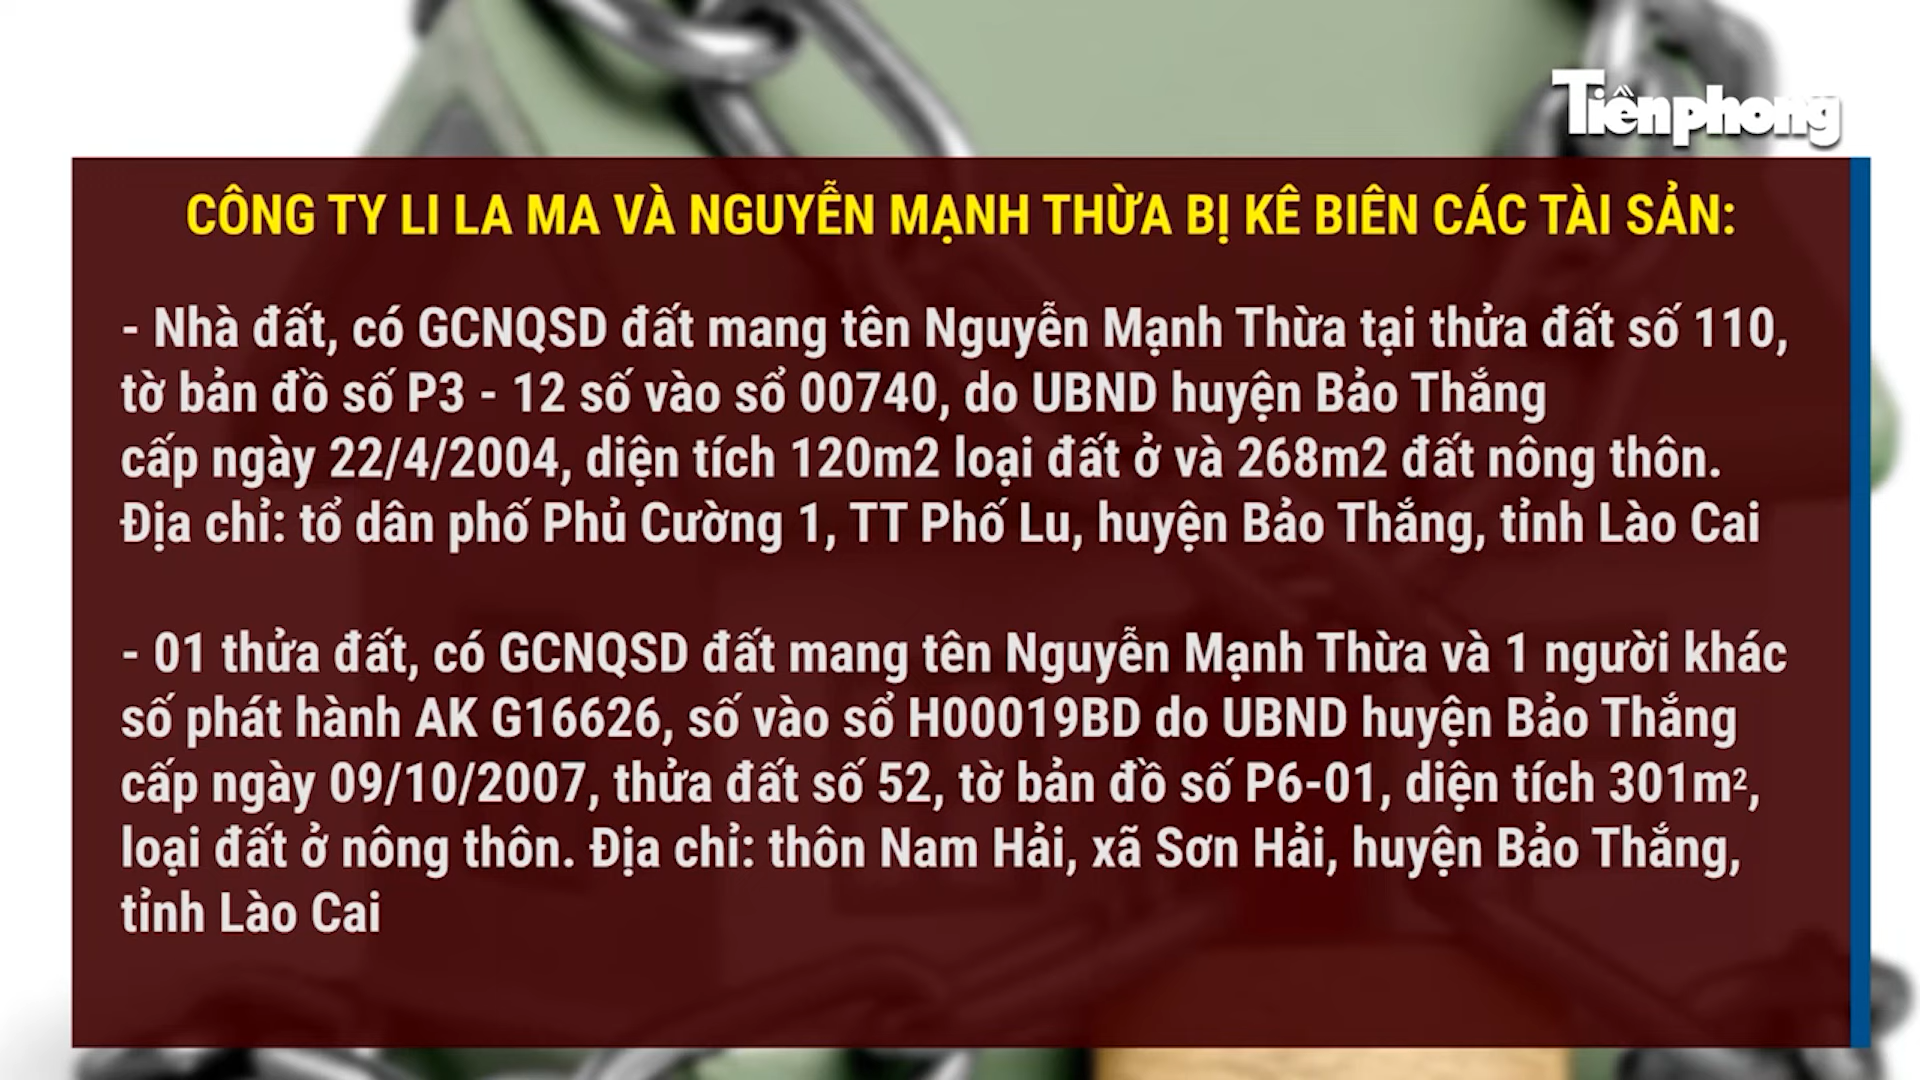 Tiền phong
CÔNG TY LI LA MA VÀ NGUYỄN MẠNH THỪA BỊ KÊ BIÊN CÁC TÀI SẢN:
- Nhà đất, có GCNQSD đất mang tên Nguyễn Mạnh Thừa tại thửa đất số 110,
tờ bản đồ số P3 - 12 số vào sổ 00740, do UBND huyện Bảo Thắng
cấp ngày 22/4/2004, diện tích 120m2 loại đất ở và 268m2 đất nông thôn.
Địa chỉ: tổ dân phố Phủ Cường 1, TT Phố Lu, huyện Bảo Thắng, tỉnh Lào Cai
- 01 thửa đất, có GCNQSD đất mang tên Nguyễn Mạnh Thừa và 1 người khác
số phát hành AK G16626, số vào sổ H00019BD do UBND huyện Bảo Thắng
cấp ngày 09/10/2007, thửa đất số 52, tờ bản đồ số P6-01, diện tích 301m²,
loại đất ở nông thôn. Địa chỉ: thôn Nam Hải, xã Sơn Hải, huyện Bảo Thắng,
tỉnh Lào Cai